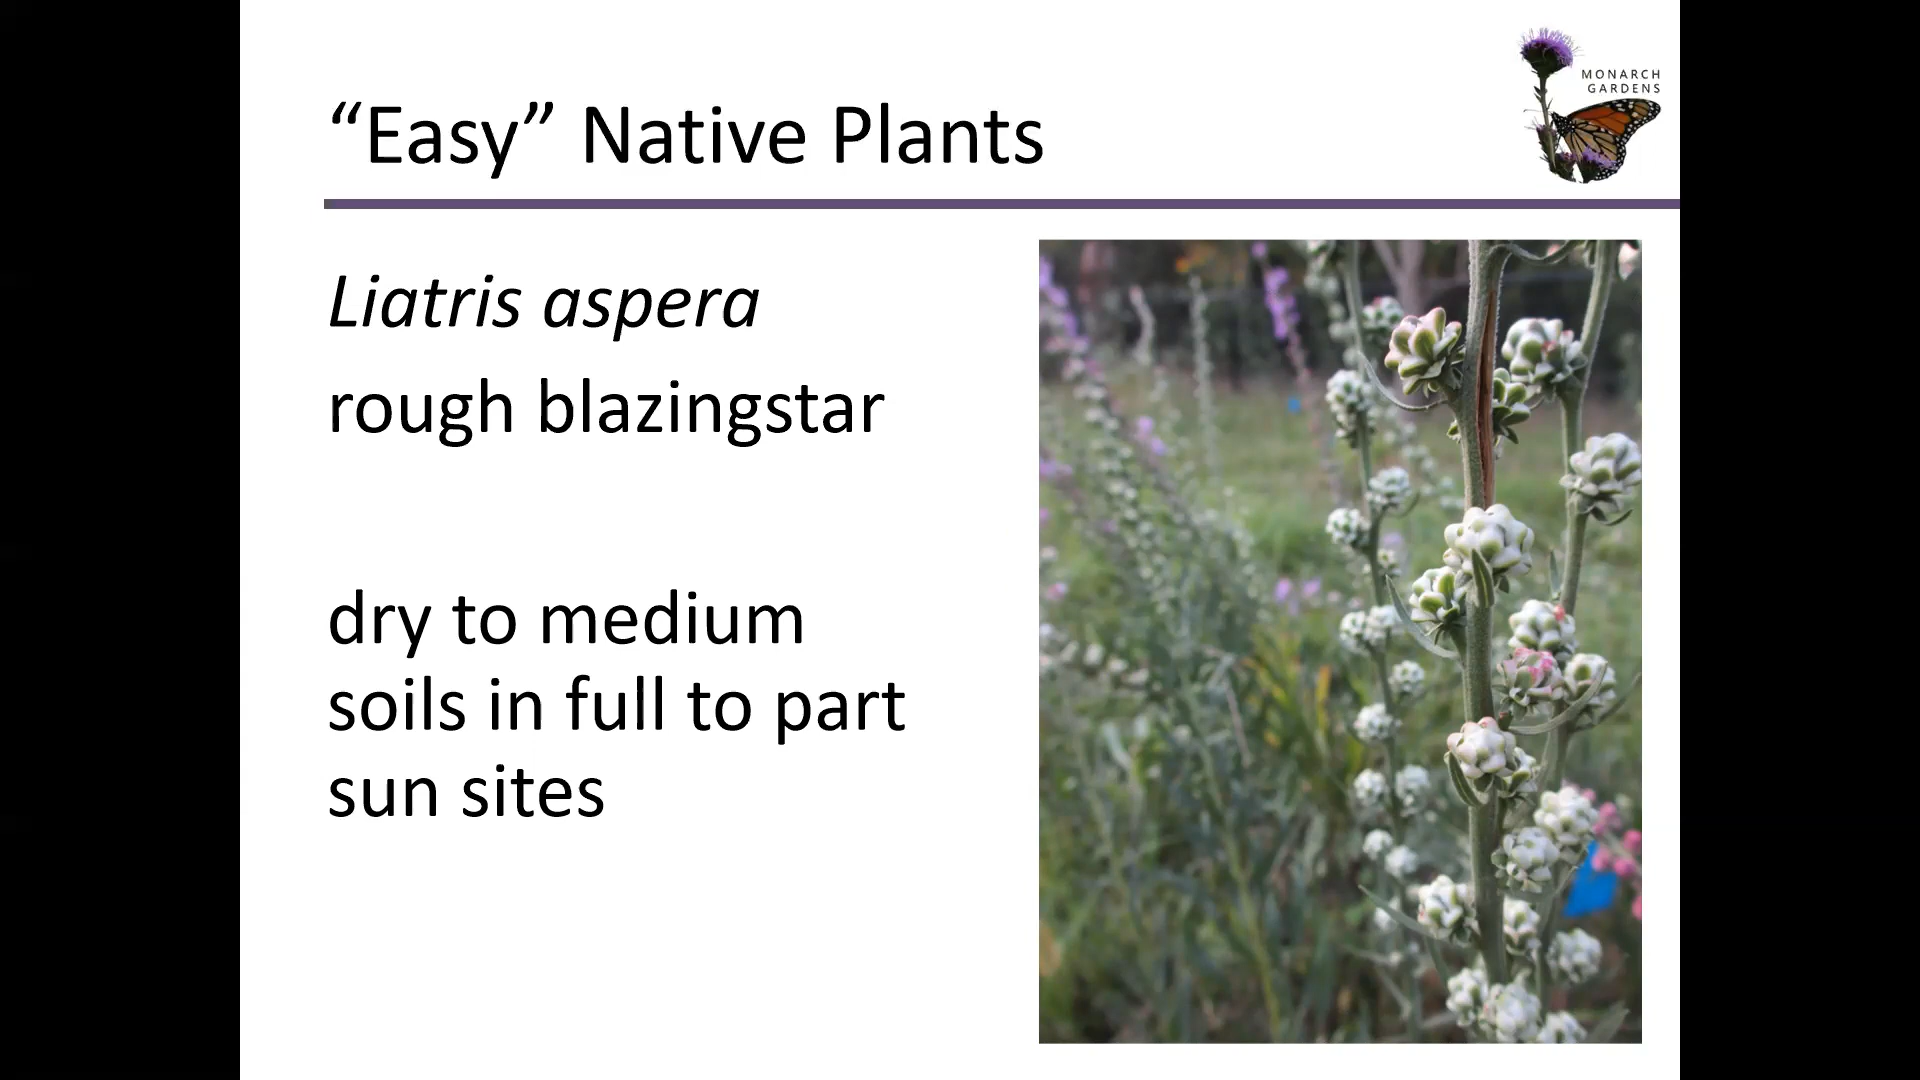 “Easy” Native Plants
MONARCH
GARDENS
Liatris aspera
rough blazingstar
dry to medium
soils in full to part
sun sites